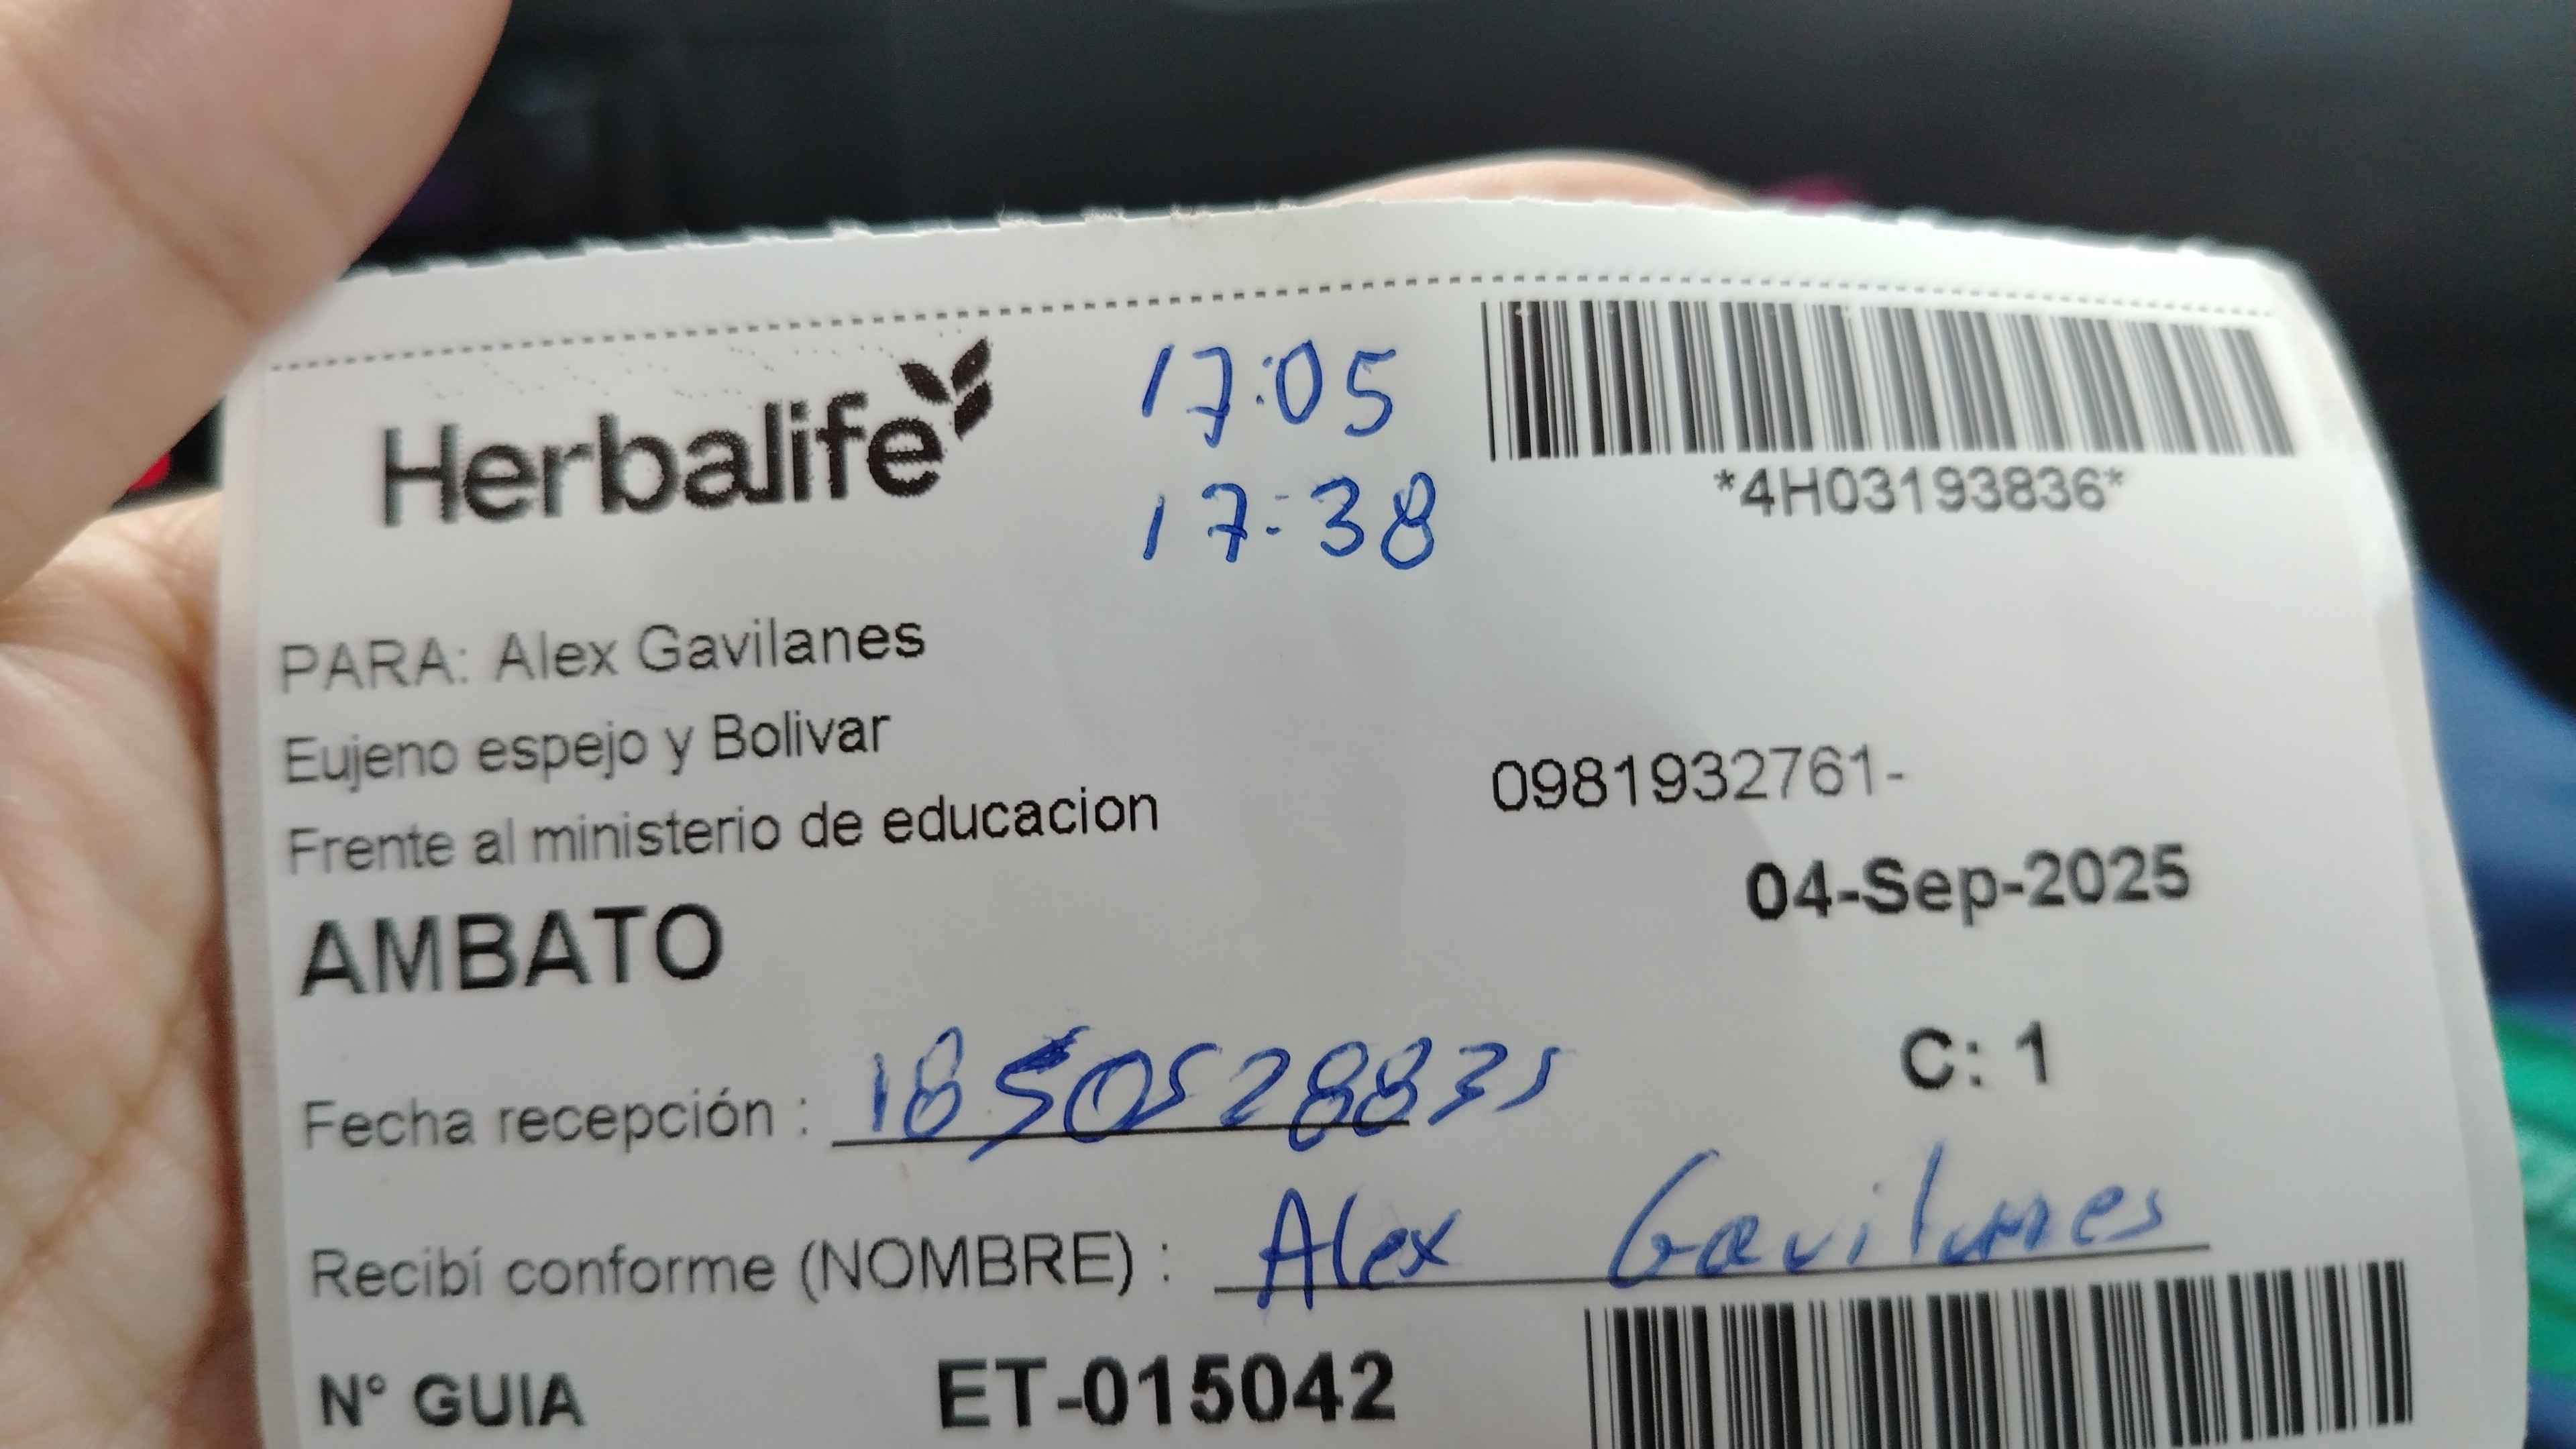 Herbalife
17:05
17:38
*4H03193836*
PARA: Alex Gavilanes
Eujeno espejo y Bolivar
0981932761-
Frente al ministerio de educacion
04-Sep-2025
AMBATO
C: 1
Fecha recepción : 1850528835
Recibí conforme (NOMBRE) : Alex Gavilanes
N° GUIA ET-015042